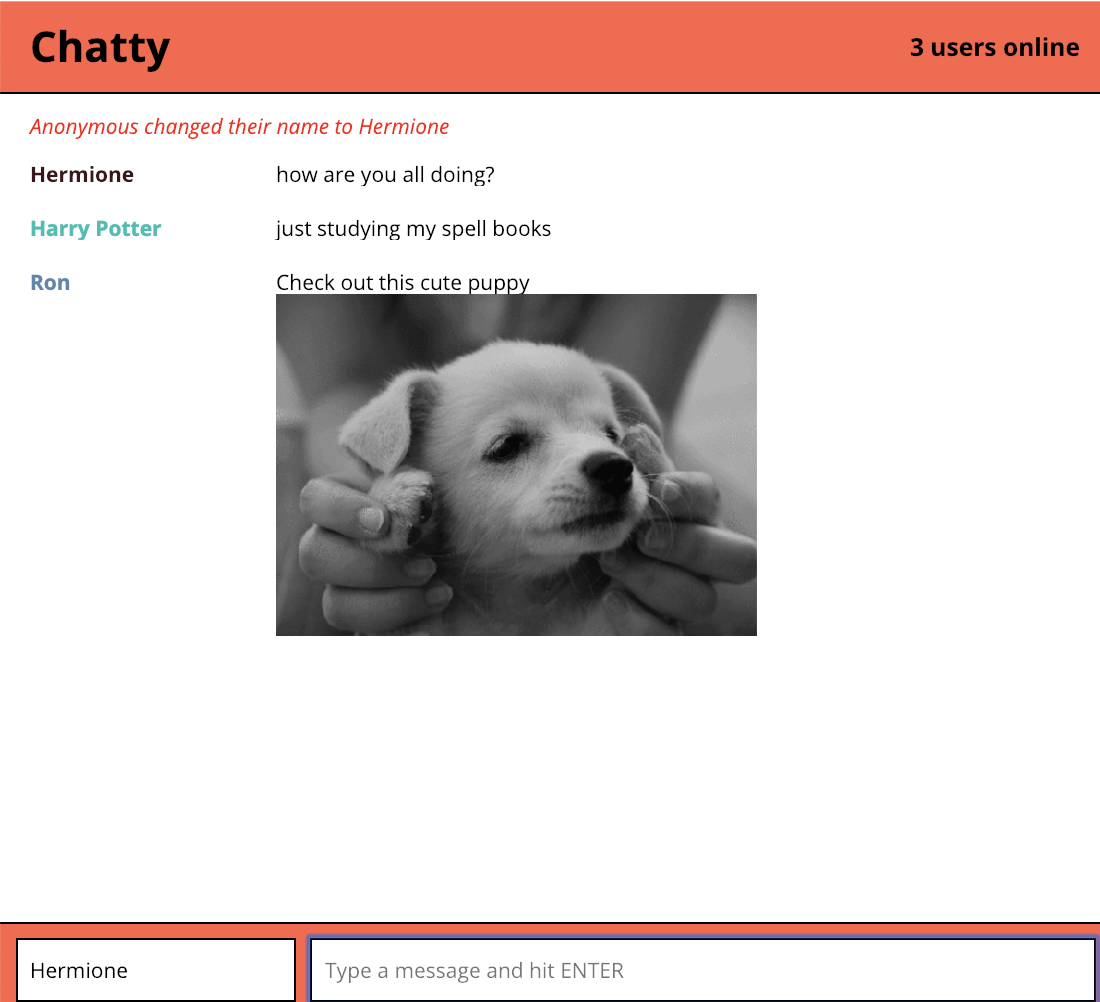 Chatty
3 users online
Anonymous changed their name to Hermione
Hermione how are you all doing?
Harry Potter just studying my spell books
Ron Check out this cute puppy
Hermione
Type a message and hit ENTER